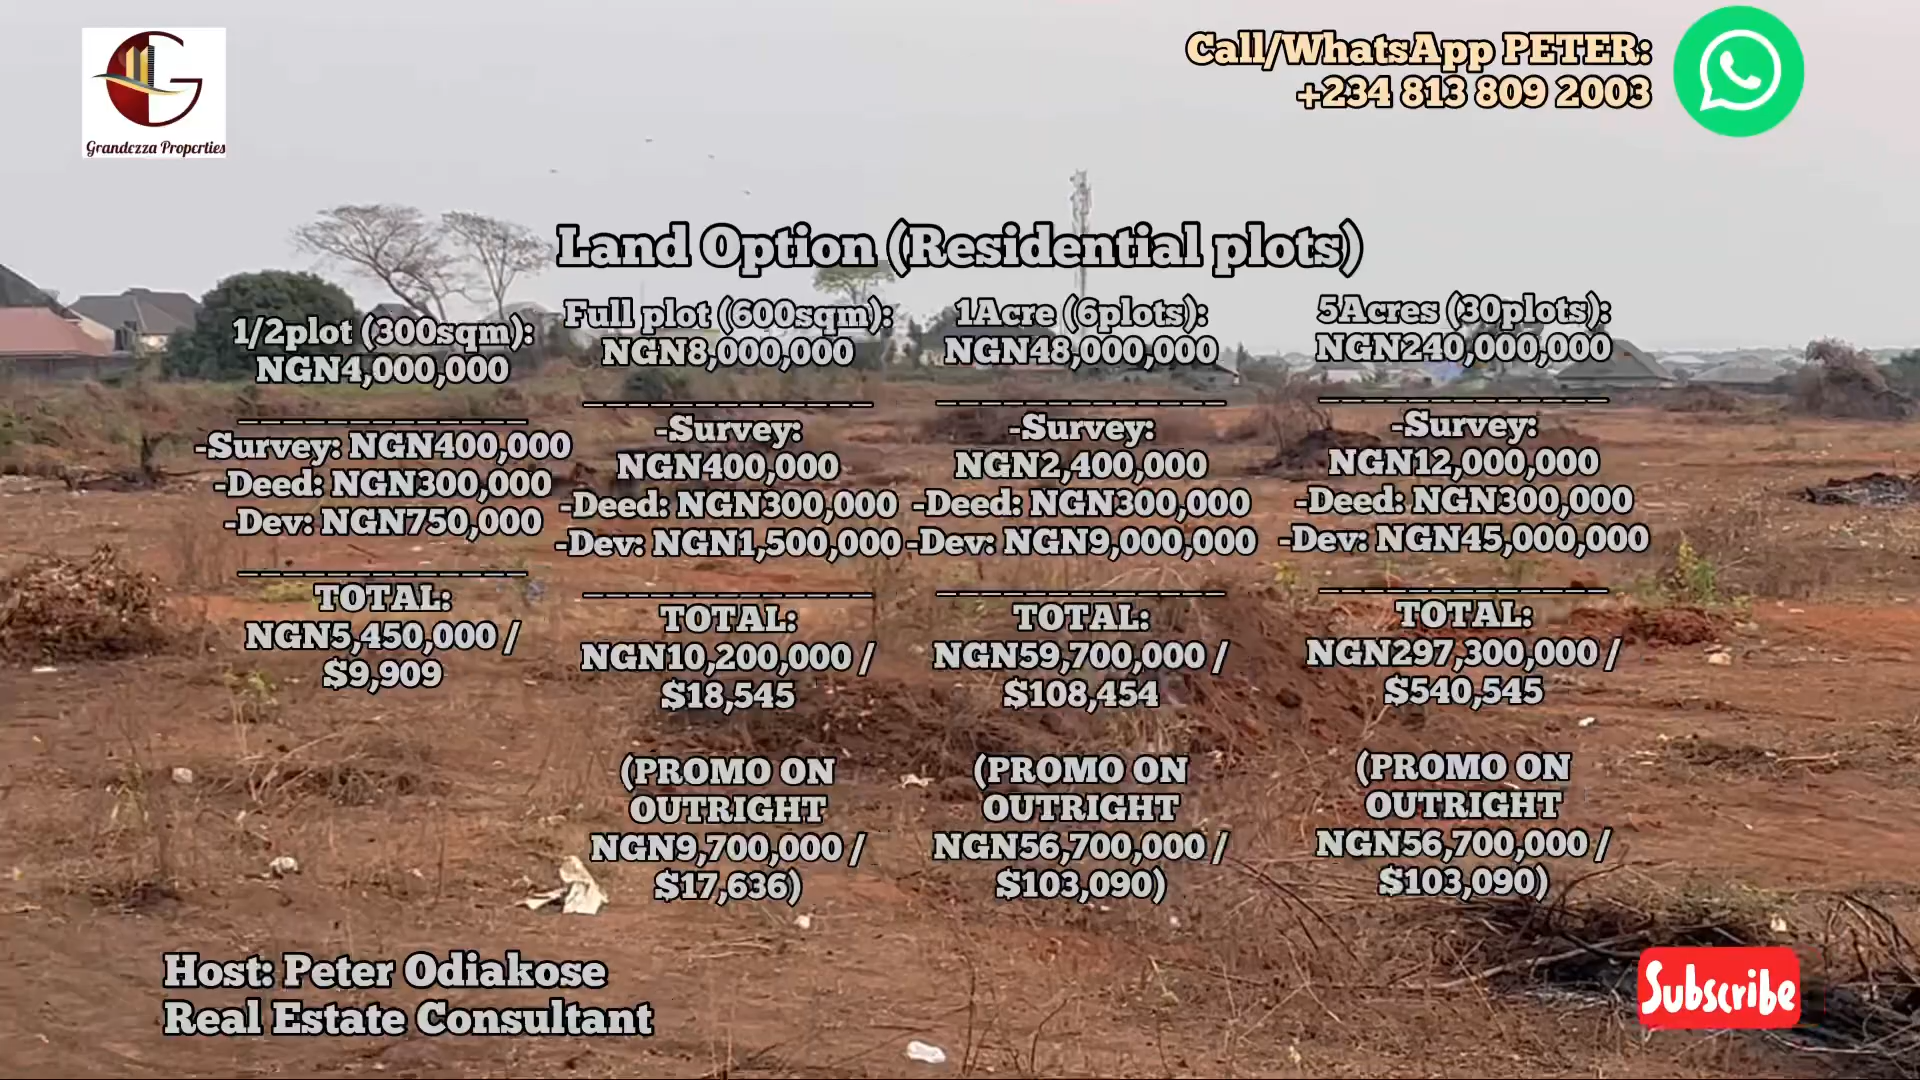 Grandezza Properties
Call/WhatsApp PETER:
+234 813 809 2003
Land Option (Residential plots)
1/2plot (300sqm):
NGN4,000,000
-Survey: NGN400,000
-Deed: NGN300,000
-Dev: NGN750,000
TOTAL:
NGN5,450,000 /
$9,909
Full plot (600sqm):
NGN8,000,000
-Survey:
NGN400,000
-Deed: NGN300,000
-Dev: NGN1,500,000
TOTAL:
NGN10,200,000 /
$18,545
(PROMO ON
OUTRIGHT
NGN9,700,000 /
$17,636)
1Acre (6plots):
NGN48,000,000
-Survey:
NGN2,400,000
-Deed: NGN300,000
-Dev: NGN9,000,000
TOTAL:
NGN59,700,000 /
$108,454
(PROMO ON
OUTRIGHT
NGN56,700,000 /
$103,090)
5Acres (30plots):
NGN240,000,000
-Survey:
NGN12,000,000
-Deed: NGN300,000
-Dev: NGN45,000,000
TOTAL:
NGN297,300,000 /
$540,545
(PROMO ON
OUTRIGHT
NGN56,700,000 /
$103,090)
Host: Peter Odiakose
Real Estate Consultant
Subscribe